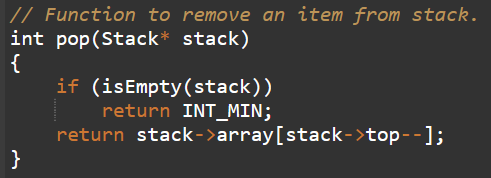 // Function to remove an item from stack.
int pop(Stack* stack)
{
    if (isEmpty(stack))
        return INT_MIN;
    return stack->array[stack->top--];
}